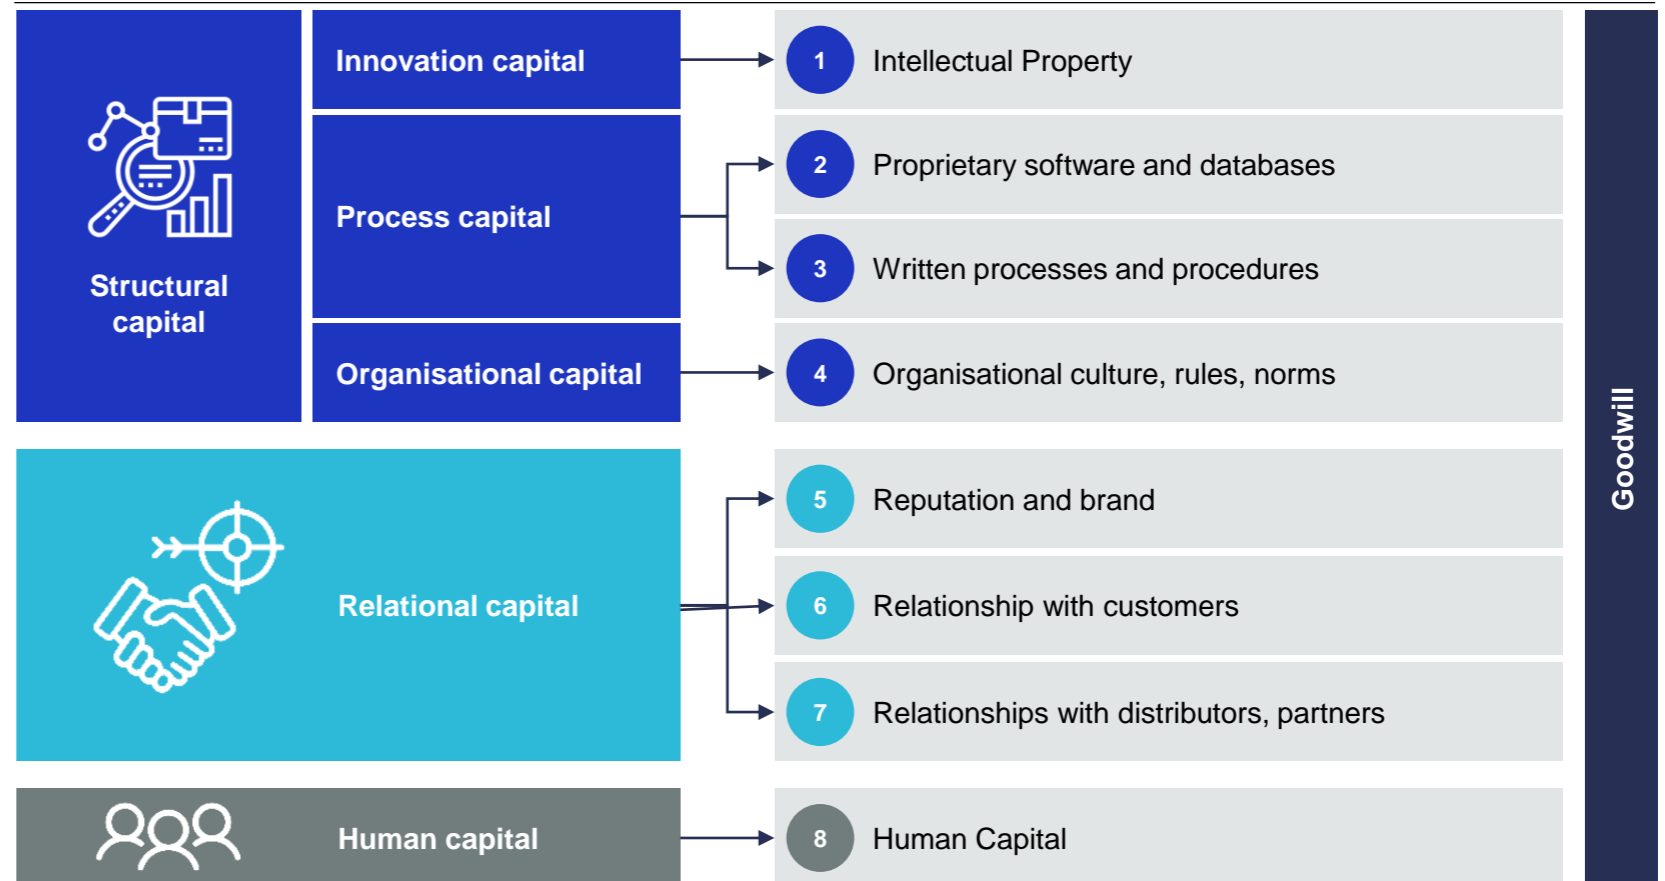 Innovation capital
1
Intellectual Property
Process capital
2
Proprietary software and databases
3
Written processes and procedures
Structural
capital
Organisational capital
4
Organisational culture, rules, norms
Relational capital
5
Reputation and brand
6
Relationship with customers
7
Relationships with distributors, partners
Human capital
8
Human Capital
Goodwill